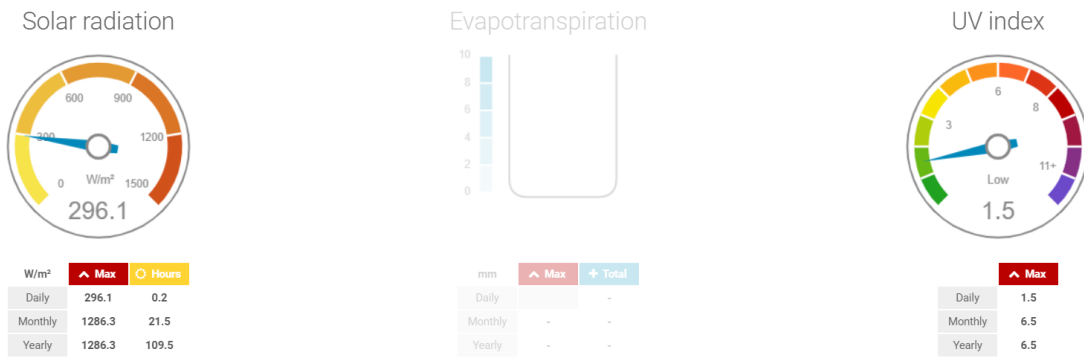 Solar radiation
600
900
300
1200
0
W/m²
1500
296.1
W/m²
Max
Hours
Daily
296.1
0.2
Monthly
1286.3
21.5
Yearly
1286.3
109.5
Evapotranspiration
10
8
6
4
2
0
mm
Max
Total
Daily
-
Monthly
-
-
Yearly
-
-
UV index
6
3
8
11+
Low
1.5
Max
Daily
1.5
Monthly
6.5
Yearly
6.5